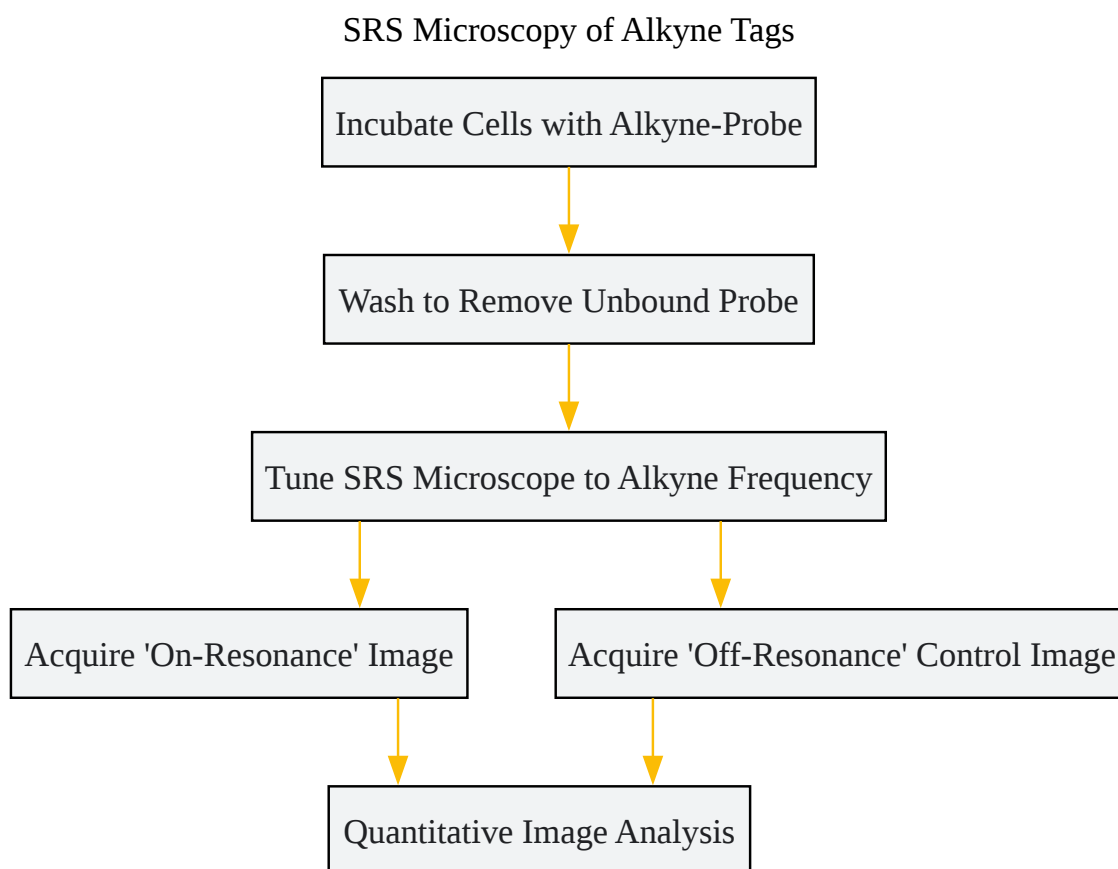 SRS Microscopy of Alkyne Tags
Incubate Cells with Alkyne-Probe
Wash to Remove Unbound Probe
Tune SRS Microscope to Alkyne Frequency
Acquire 'On-Resonance' Image
Acquire 'Off-Resonance' Control Image
Quantitative Image Analysis